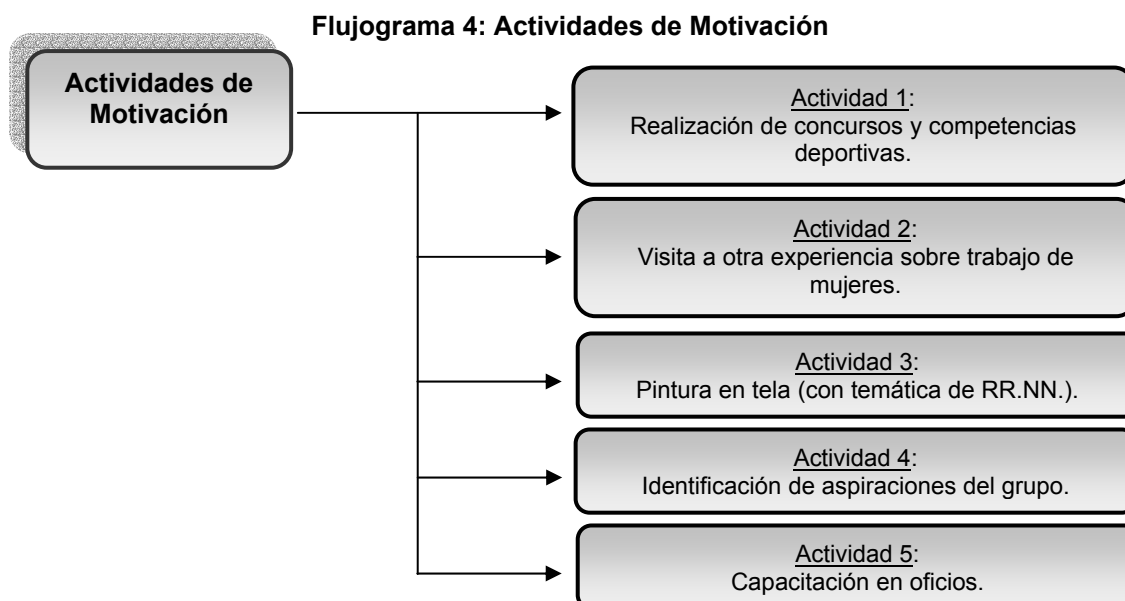 Flujograma 4: Actividades de Motivación
Actividades de
Motivación
Actividad 1:
Realización de concursos y competencias
deportivas.
Actividad 2:
Visita a otra experiencia sobre trabajo de
mujeres.
Actividad 3:
Pintura en tela (con temática de RR.NN.).
Actividad 4:
Identificación de aspiraciones del grupo.
Actividad 5:
Capacitación en oficios.